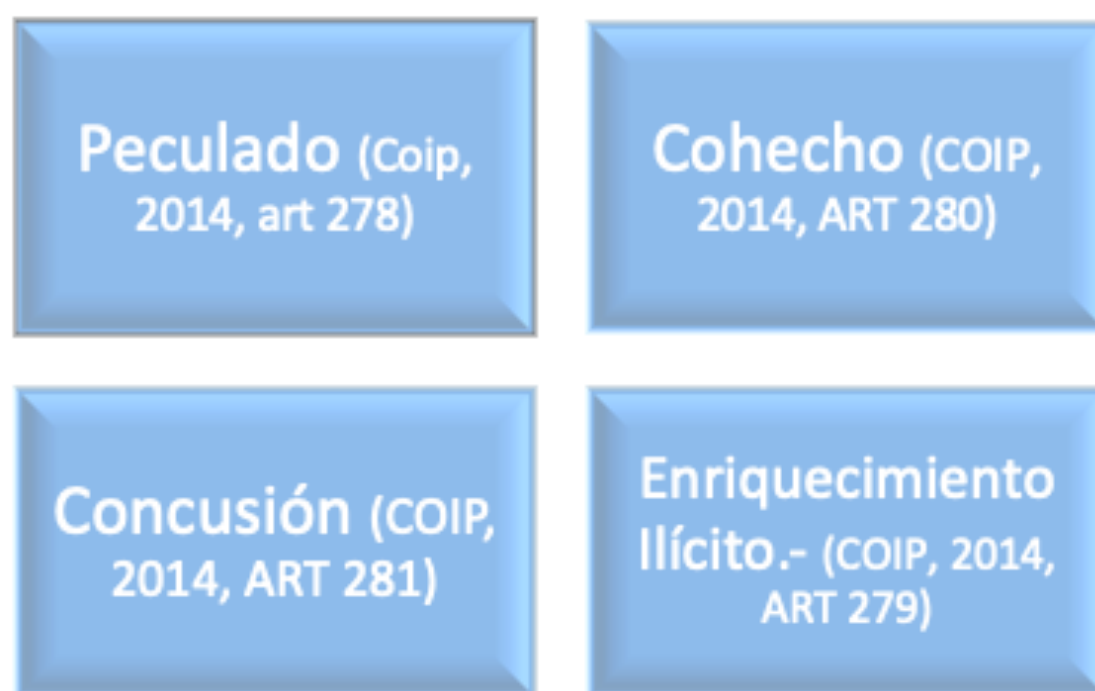 Peculado (Coip,
2014, art 278)
Cohecho (COIP,
2014, ART 280)
Concusión (COIP,
2014, ART 281)
Enriquecimiento
Ilícito.- (COIP, 2014,
ART 279)